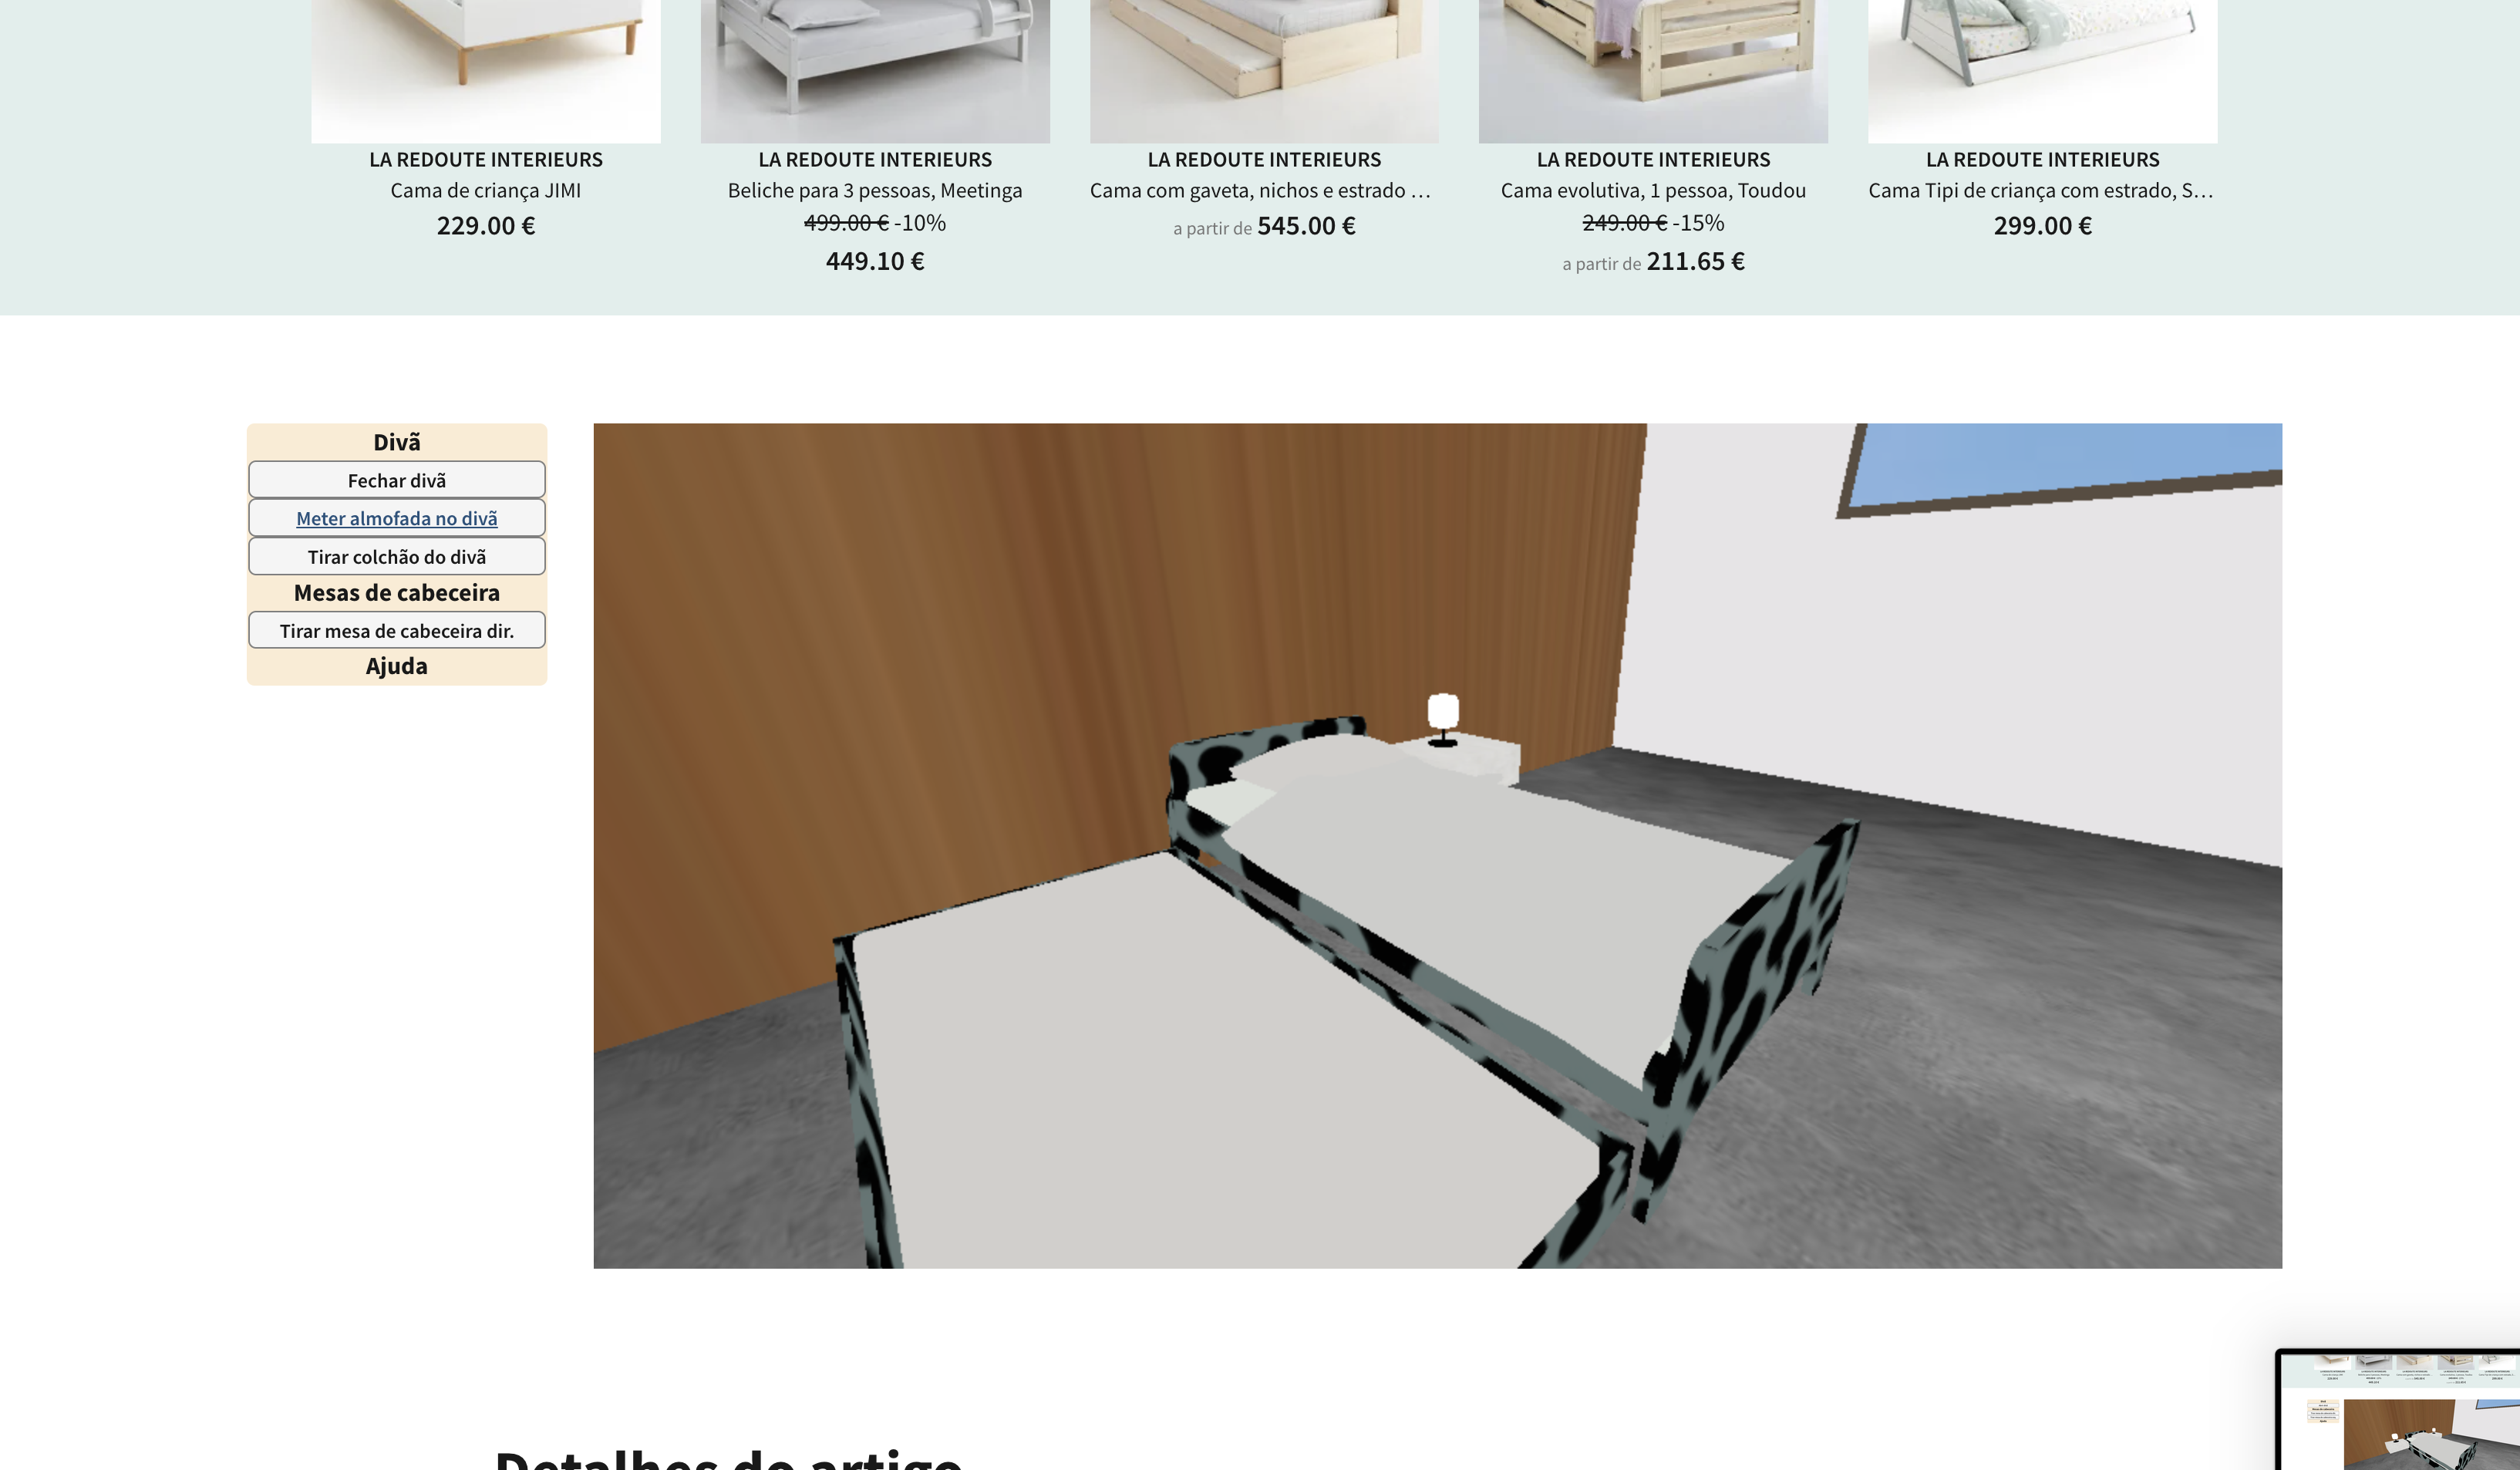 LA REDOUTE INTERIEURS
Cama de criança JIMI
229.00 €
LA REDOUTE INTERIEURS
Beliche para 3 pessoas, Meetinga
499.00 € -10%
449.10 €
LA REDOUTE INTERIEURS
Cama com gaveta, nichos e estrado ...
a partir de 545.00 €
LA REDOUTE INTERIEURS
Cama evolutiva, 1 pessoa, Toudou
249.00 € -15%
a partir de 211.65 €
LA REDOUTE INTERIEURS
Cama Tipi de criança com estrado, S...
299.00 €
Divã
Fechar divã
Meter almofada no divã
Tirar colchão do divã
Mesas de cabeceira
Tirar mesa de cabeceira dir.
Ajuda
Detalhes do artigo